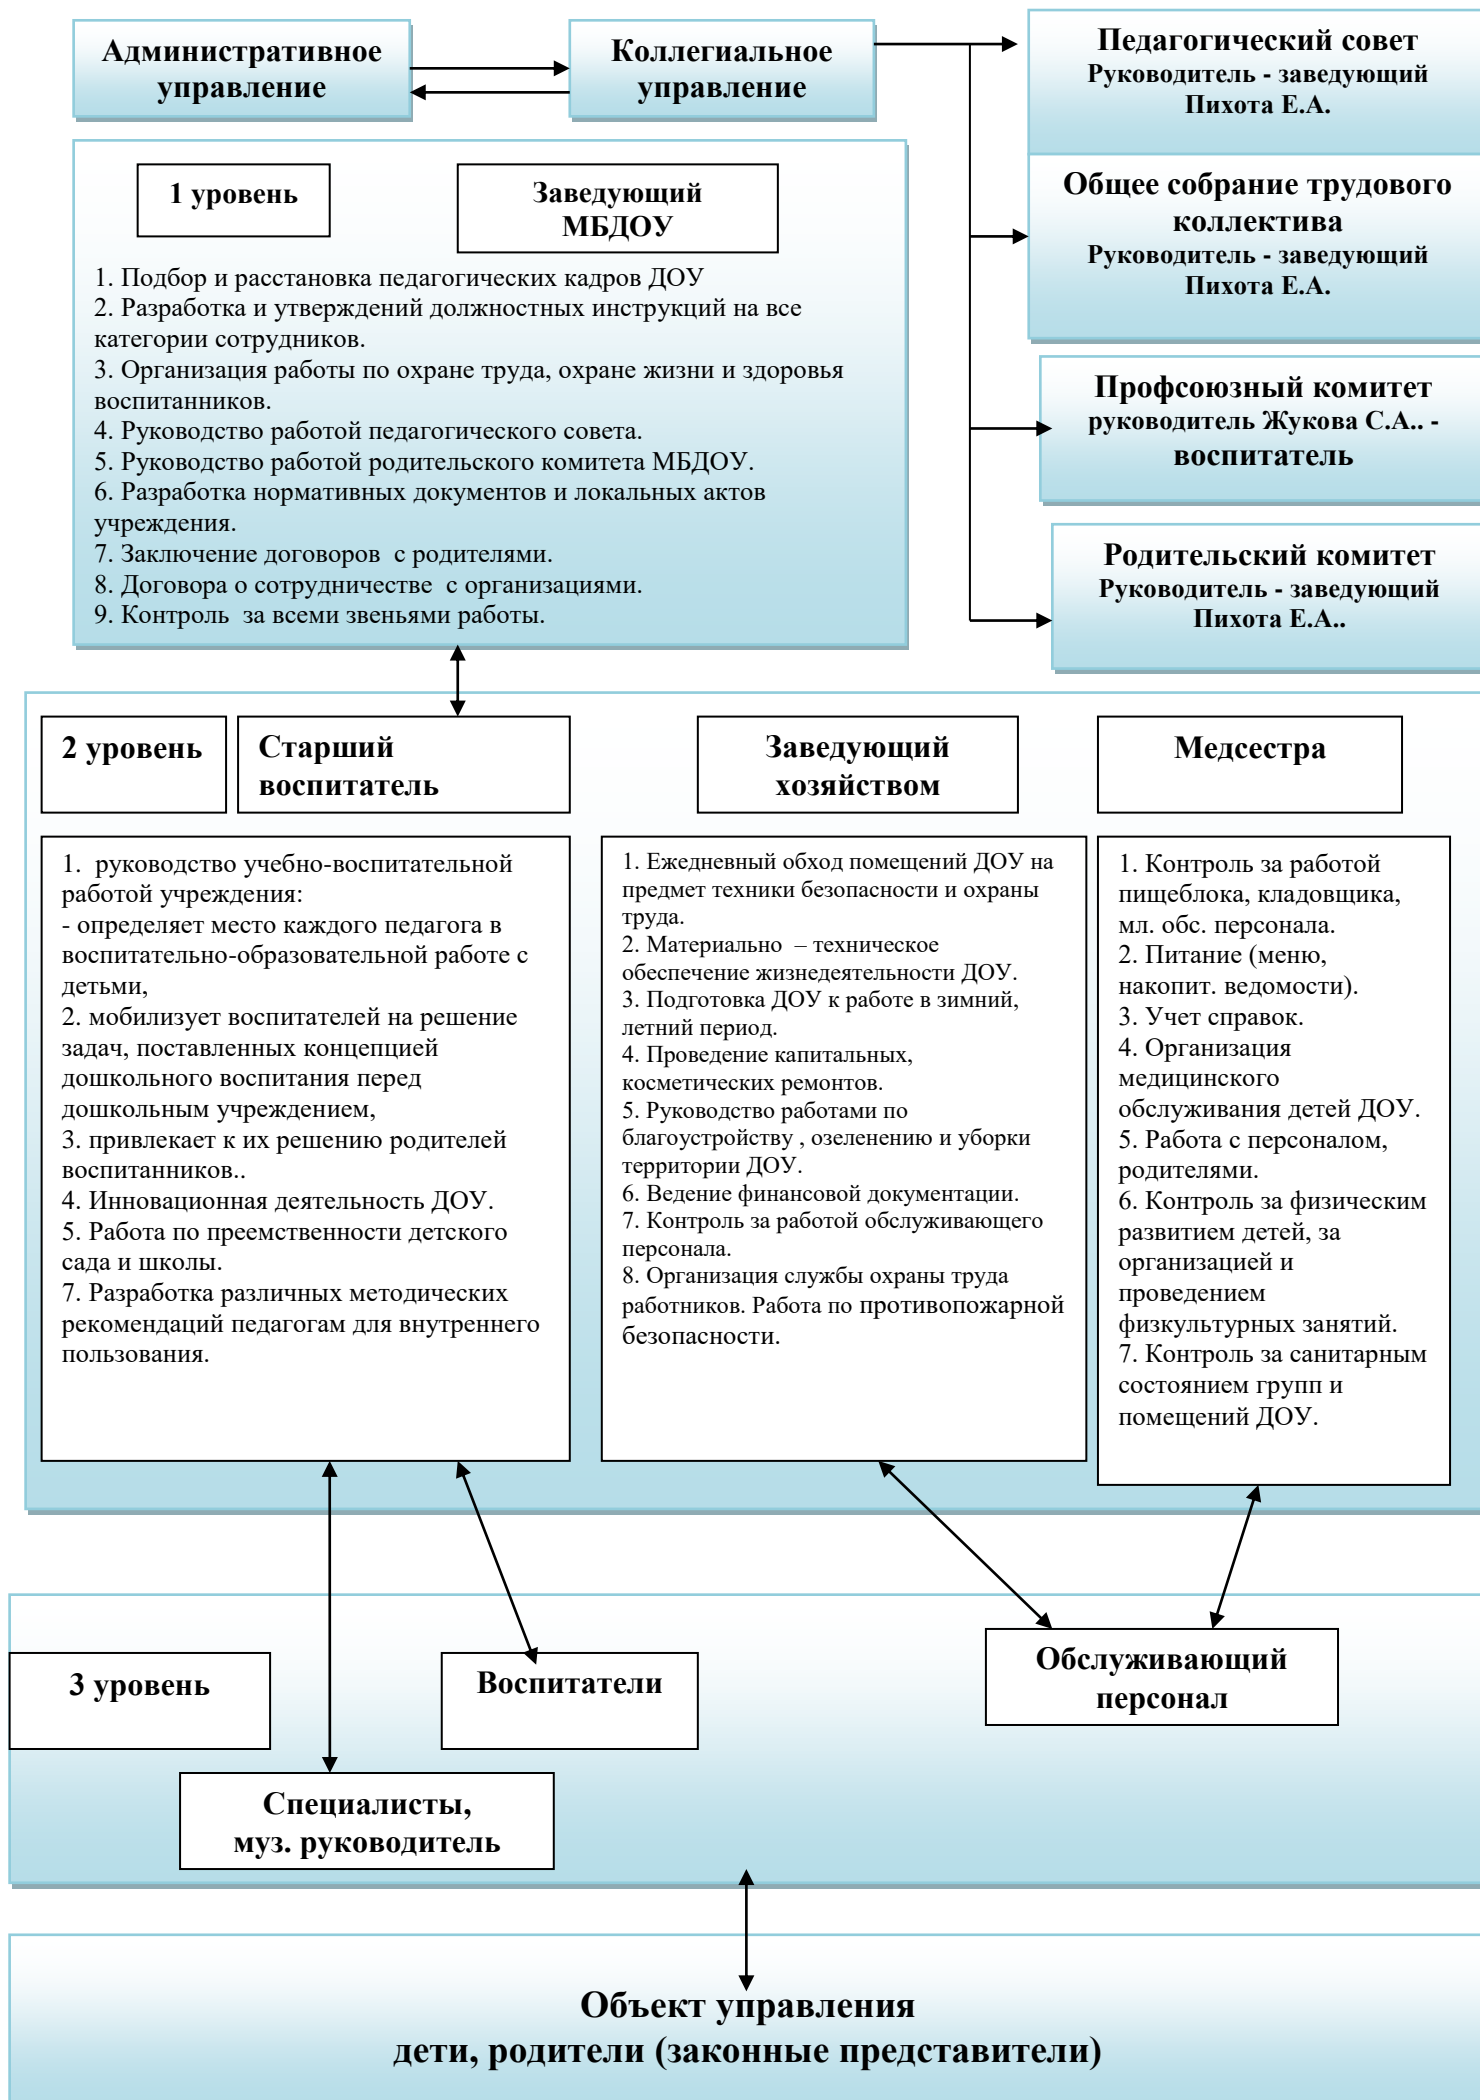 Административное
управление
Коллегиальное
управление
Педагогический совет
Руководитель - заведующий
Пихота Е.А.
Общее собрание трудового
коллектива
Руководитель - заведующий
Пихота Е.А.
Профсоюзный комитет
руководитель Жукова С.А.. -
воспитатель
Родительский комитет
Руководитель - заведующий
Пихота Е.А..
1 уровень
Заведующий
МБДОУ
1. Подбор и расстановка педагогических кадров ДОУ
2. Разработка и утверждений должностных инструкций на все
категории сотрудников.
3. Организация работы по охране труда, охране жизни и здоровья
воспитанников.
4. Руководство работой педагогического совета.
5. Руководство работой родительского комитета МБДОУ.
6. Разработка нормативных документов и локальных актов
учреждения.
7. Заключение договоров с родителями.
8. Договора о сотрудничестве с организациями.
9. Контроль за всеми звеньями работы.
2 уровень
Старший
воспитатель
Заведующий
хозяйством
Медсестра
1. руководство учебно-воспитательной
работой учреждения:
- определяет место каждого педагога в
воспитательно-образовательной работе с
детьми,
2. мобилизует воспитателей на решение
задач, поставленных концепцией
дошкольного воспитания перед
дошкольным учреждением,
3. привлекает к их решению родителей
воспитанников..
4. Инновационная деятельность ДОУ.
5. Работа по преемственности детского
сада и школы.
7. Разработка различных методических
рекомендаций педагогам для внутреннего
пользования.
1. Ежедневный обход помещений ДОУ на
предмет техники безопасности и охраны
труда.
2. Материально – техническое
обеспечение жизнедеятельности ДОУ.
3. Подготовка ДОУ к работе в зимний,
летний период.
4. Проведение капитальных,
косметических ремонтов.
5. Руководство работами по
благоустройству , озеленению и уборки
территории ДОУ.
6. Ведение финансовой документации.
7. Контроль за работой обслуживающего
персонала.
8. Организация службы охраны труда
работников. Работа по противопожарной
безопасности.
1. Контроль за работой
пищеблока, кладовщика,
мл. обс. персонала.
2. Питание (меню,
накопит. ведомости).
3. Учет справок.
4. Организация
медицинского
обслуживания детей ДОУ.
5. Работа с персоналом,
родителями.
6. Контроль за физическим
развитием детей, за
организацией и
проведением
физкультурных занятий.
7. Контроль за санитарным
состоянием групп и
помещений ДОУ.
3 уровень
Воспитатели
Обслуживающий
персонал
Специалисты,
муз. руководитель
Объект управления
дети, родители (законные представители)